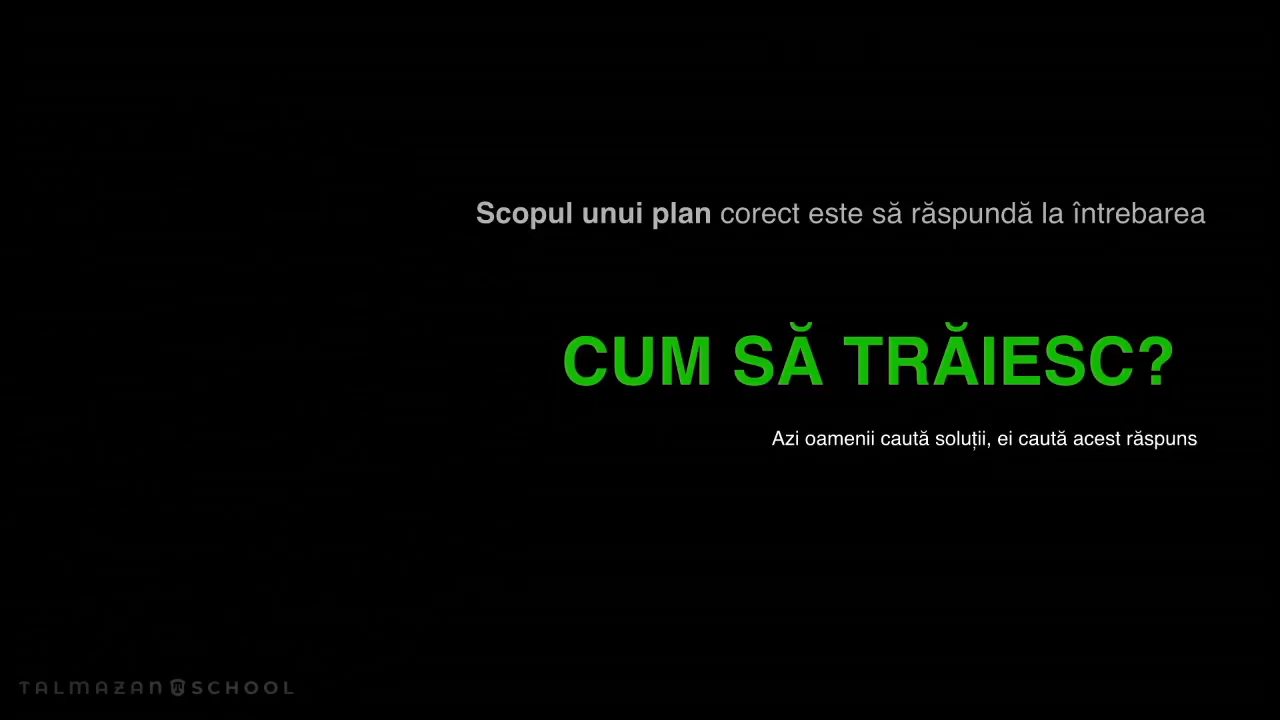 Scopul unui plan corect este să răspundă la întrebarea
CUM SĂ TRĂIESC?
Azi oamenii caută soluții, ei caută acest răspuns
TALMAZAN SCHOOL